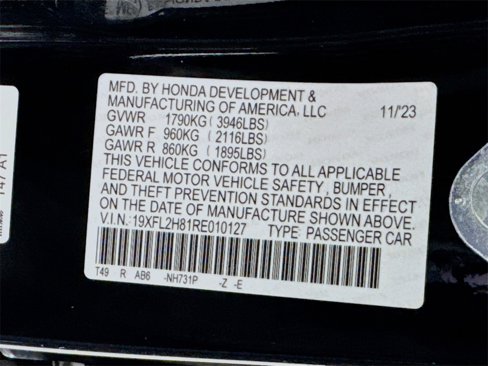 MFD. BY HONDA DEVELOPMENT &
MANUFACTURING OF AMERICA, LLC 11/'23
GVWR 1790KG (3946LBS)
GAWR F 960KG (2116LBS)
GAWR R 860KG (1895LBS)
THIS VEHICLE CONFORMS TO ALL APPLICABLE
FEDERAL MOTOR VEHICLE SAFETY, BUMPER,
AND THEFT PREVENTION STANDARDS IN EFFECT
ON THE DATE OF MANUFACTURE SHOWN ABOVE.
V.I.N.: 19XFL2H81RE010127 TYPE: PASSENGER CAR
T49 R AB6 -NH731P -Z -E